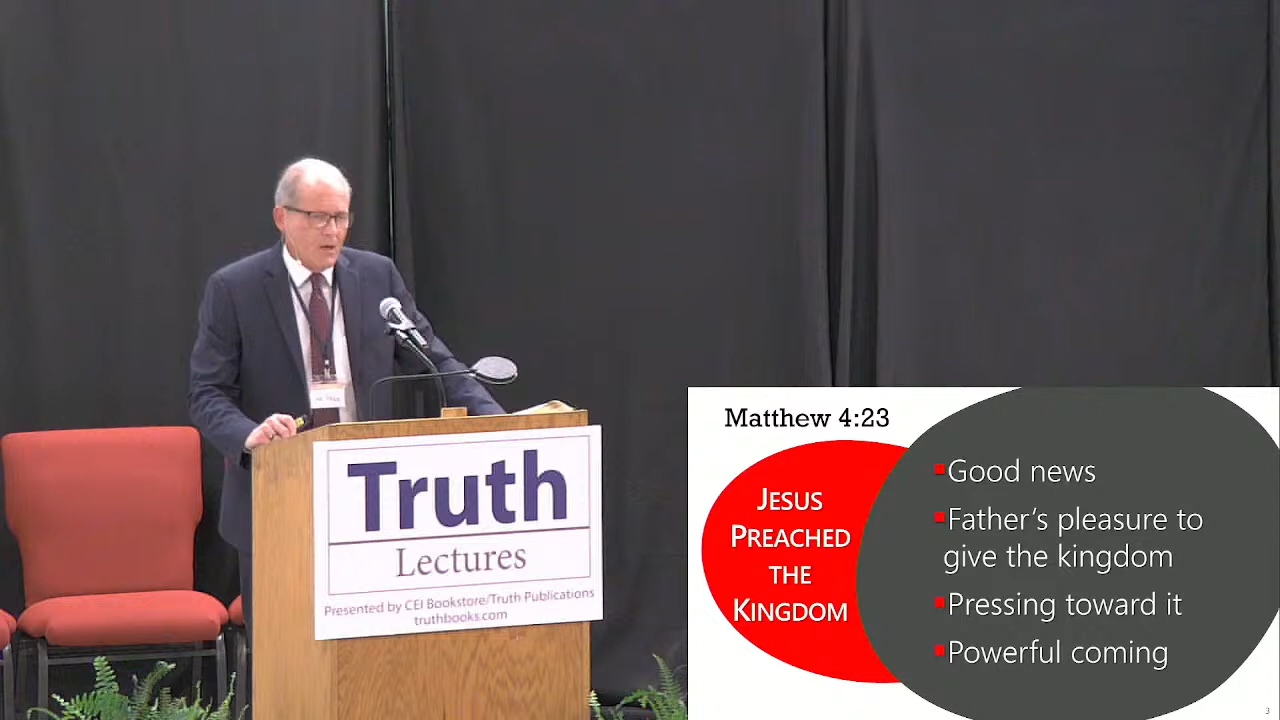 Truth
Lectures
Presented by CEI Bookstore/Truth Publications
truthbooks.com
Matthew 4:23
JESUS
PREACHED
THE
KINGDOM
Good news
Father's pleasure to
give the kingdom
Pressing toward it
Powerful coming
3